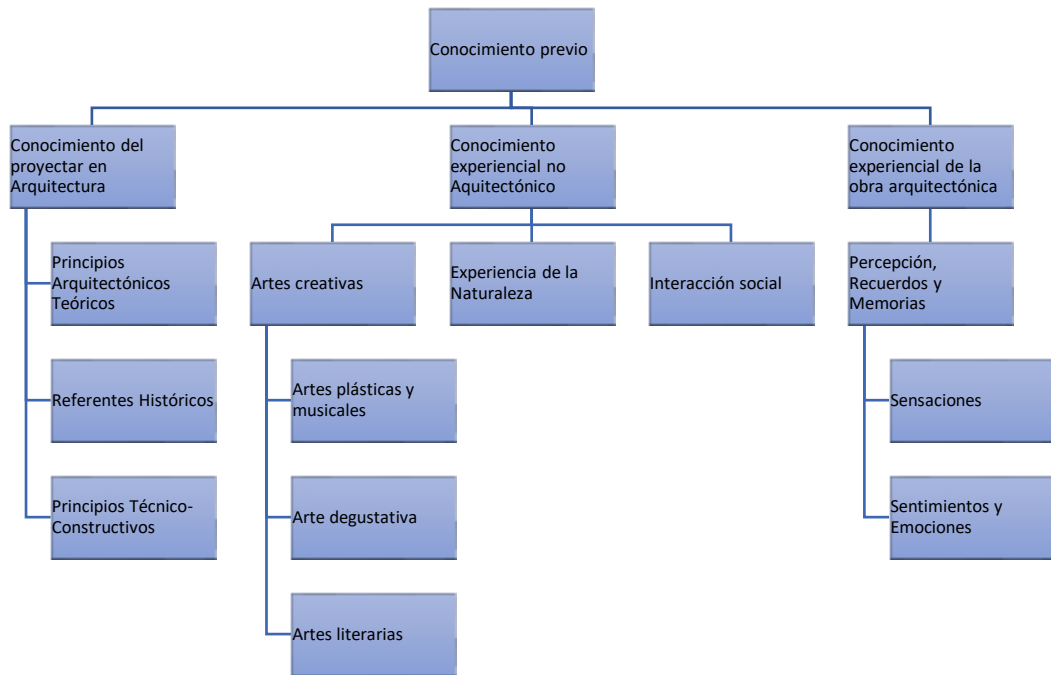 Conocimiento previo
Conocimiento del
proyectar en
Arquitectura
Conocimiento
experiencial no
Aquitectónico
Conocimiento
experiencial de la
obra arquitectónica
Principios
Arquitectónicos
Teóricos
Artes creativas
Experiencia de la
Naturaleza
Interacción social
Percepción,
Recuerdos y
Memorias
Referentes Históricos
Artes plásticas y
musicales
Sensaciones
Principios Técnico-
Constructivos
Arte degustativa
Sentimientos y
Emociones
Artes literarias